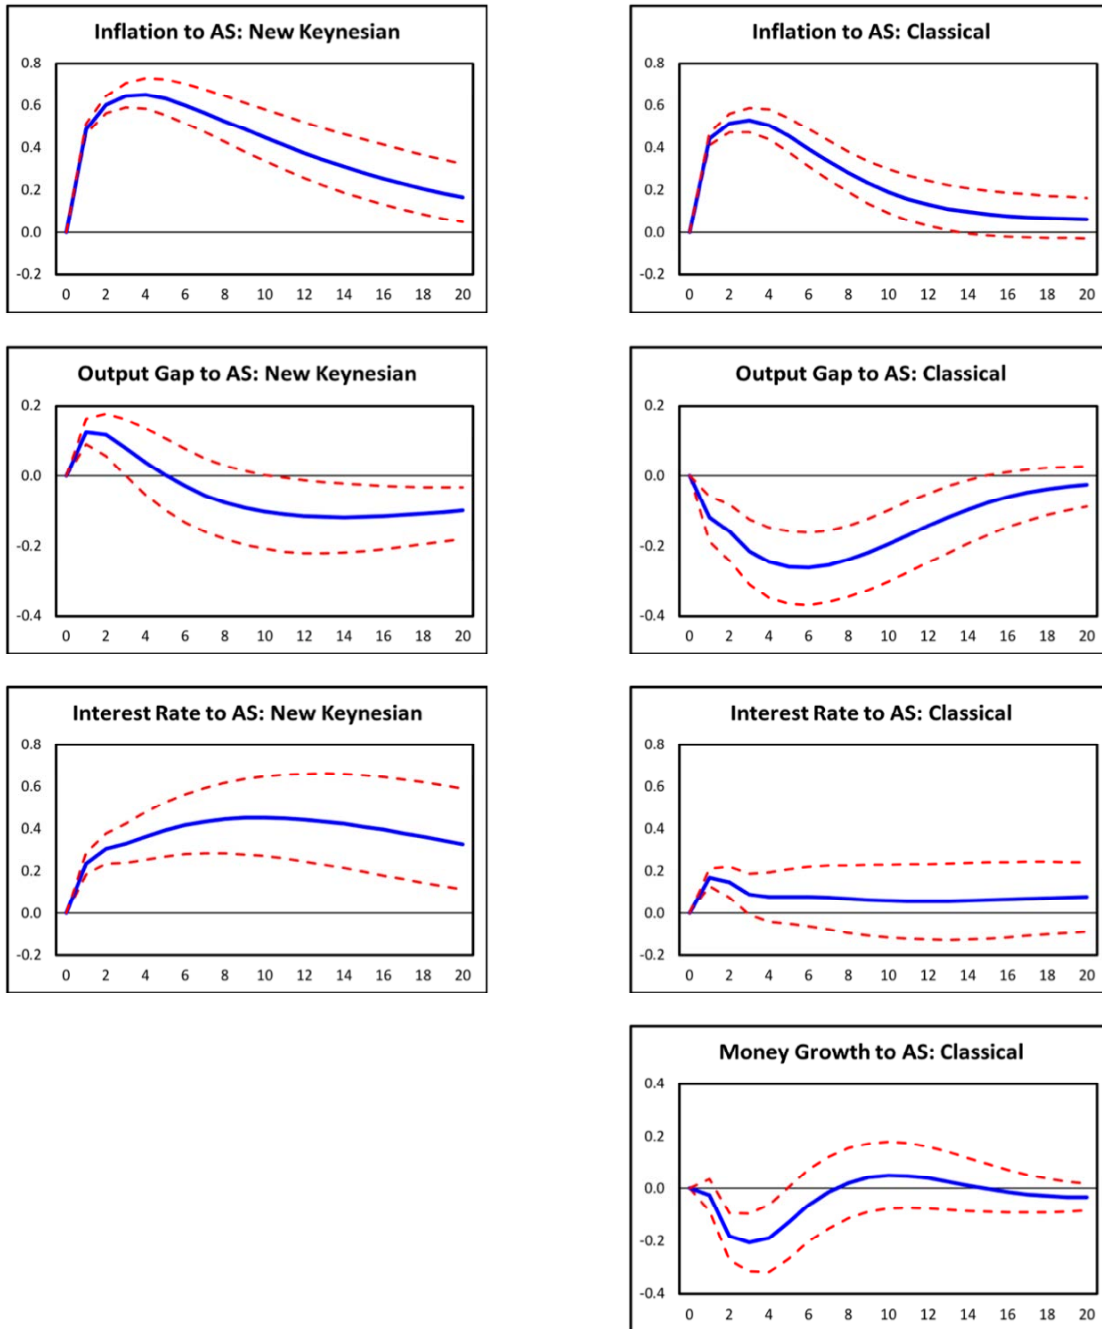 Inflation to AS: New Keynesian
0.8
0.6
0.4
0.2
0.0
-0.2
0 2 4 6 8 10 12 14 16 18 20
Inflation to AS: Classical
0.8
0.6
0.4
0.2
0.0
-0.2
0 2 4 6 8 10 12 14 16 18 20
Output Gap to AS: New Keynesian
0.2
0.0
-0.2
-0.4
0 2 4 6 8 10 12 14 16 18 20
Output Gap to AS: Classical
0.2
0.0
-0.2
-0.4
0 2 4 6 8 10 12 14 16 18 20
Interest Rate to AS: New Keynesian
0.8
0.6
0.4
0.2
0.0
-0.2
0 2 4 6 8 10 12 14 16 18 20
Interest Rate to AS: Classical
0.8
0.6
0.4
0.2
0.0
-0.2
0 2 4 6 8 10 12 14 16 18 20
Money Growth to AS: Classical
0.4
0.2
0.0
-0.2
-0.4
0 2 4 6 8 10 12 14 16 18 20